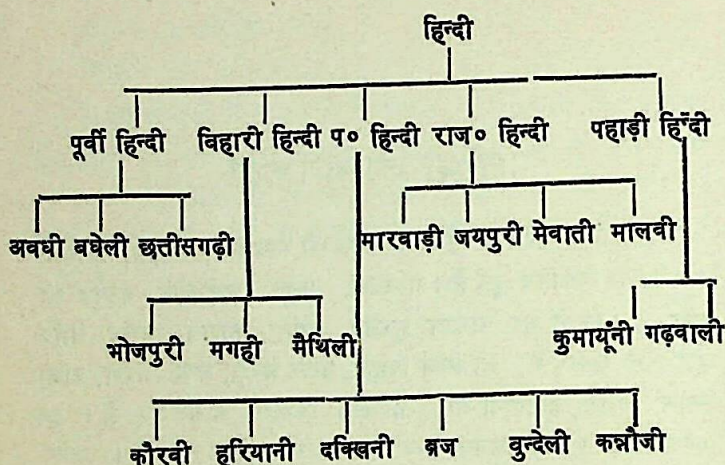 हिन्दी
पूर्वी हिन्दी विहारी हिन्दी प० हिन्दी राज० हिन्दी पहाड़ी हिन्दी
अवधी बघेली छत्तीसगढ़ी मारवाड़ी जयपुरी मेवाती मालवी
भोजपुरी मगही मैथिली कुमायूँनी गढ़वाली
कौरवी हरियानी दक्खिनी ब्रज वुन्देली कन्नौजी